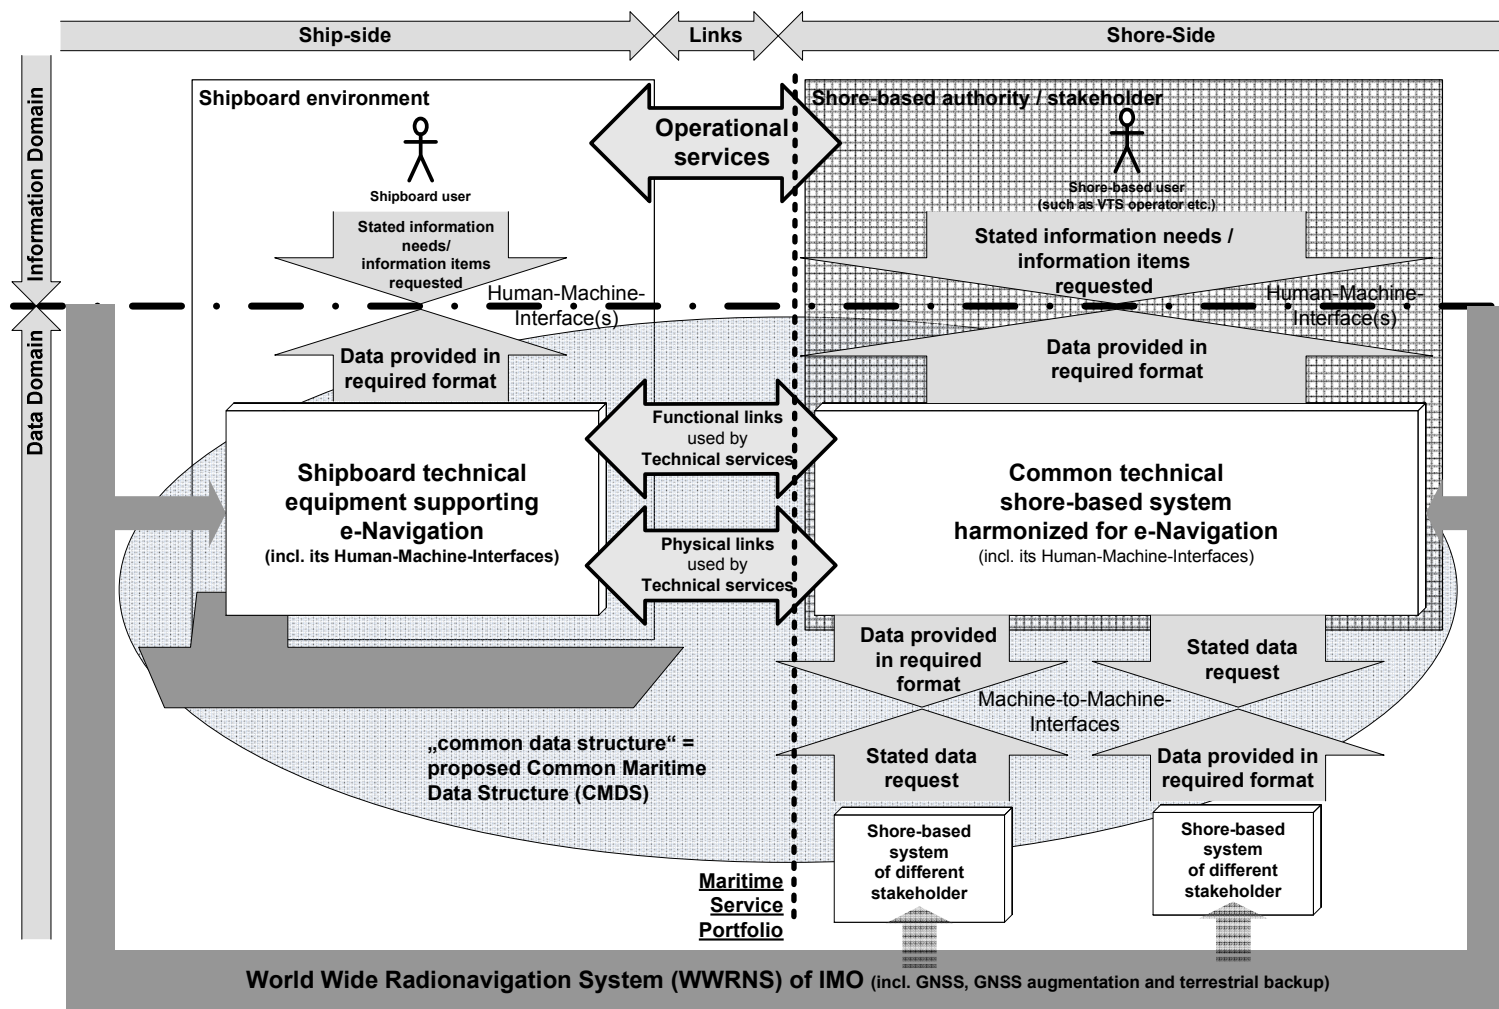 Ship-side
Links
Shore-Side
Information Domain
Data Domain
Shipboard environment
Shipboard user
Stated information
needs/
information items
requested
Human-Machine-
Interface(s)
Data provided in
required format
Operational
services
Shore-based authority / stakeholder
Shore-based user
(such as VTS operator etc.)
Stated information needs /
information items
requested
Human-Machine-
Interface(s)
Data provided in
required format
Shipboard technical
equipment supporting
e-Navigation
(incl. its Human-Machine-Interfaces)
Functional links
used by
Technical services
Physical links
used by
Technical services
Common technical
shore-based system
harmonized for e-Navigation
(incl. its Human-Machine-Interfaces)
Data provided
in required
format
Stated data
request
Machine-to-Machine-
Interfaces
Stated data
request
Data provided in
required format
„common data structure“ =
proposed Common Maritime
Data Structure (CMDS)
Shore-based
system
of different
stakeholder
Shore-based
system
of different
stakeholder
Maritime
Service
Portfolio
World Wide Radionavigation System (WWRNS) of IMO (incl. GNSS, GNSS augmentation and terrestrial backup)